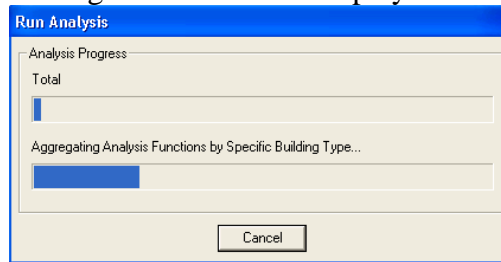 Run Analysis
Analysis Progress
Total
Aggregating Analysis Functions by Specific Building Type...
Cancel